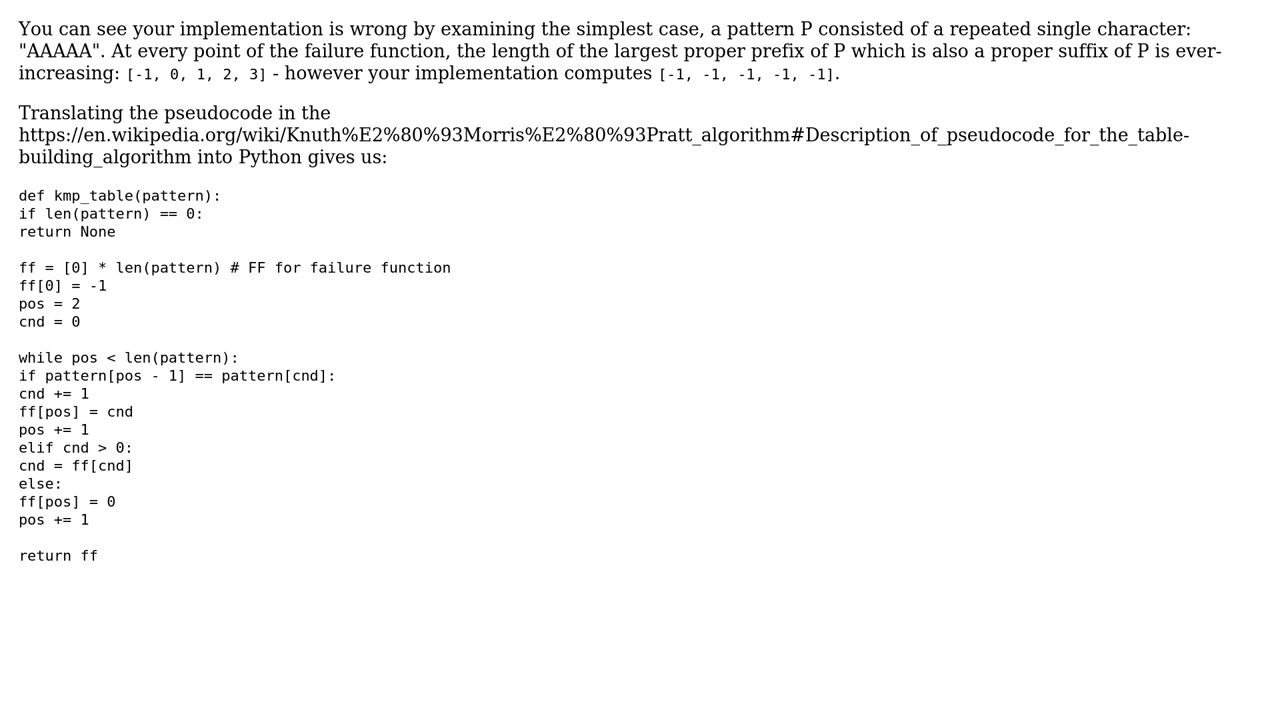 You can see your implementation is wrong by examining the simplest case, a pattern P consisted of a repeated single character:
"AAAAA". At every point of the failure function, the length of the largest proper prefix of P which is also a proper suffix of P is ever-
increasing: [-1, 0, 1, 2, 3] - however your implementation computes [-1, -1, -1, -1, -1].
Translating the pseudocode in the
https://en.wikipedia.org/wiki/Knuth%E2%80%93Morris%E2%80%93Pratt_algorithm#Description_of_pseudocode_for_the_table-
building_algorithm into Python gives us:
def kmp_table(pattern):
if len(pattern) == 0:
return None
ff = [0] * len(pattern) # FF for failure function
ff[0] = -1
pos = 2
cnd = 0
while pos < len(pattern):
if pattern[pos - 1] == pattern[cnd]:
cnd += 1
ff[pos] = cnd
pos += 1
elif cnd > 0:
cnd = ff[cnd]
else:
ff[pos] = 0
pos += 1
return ff